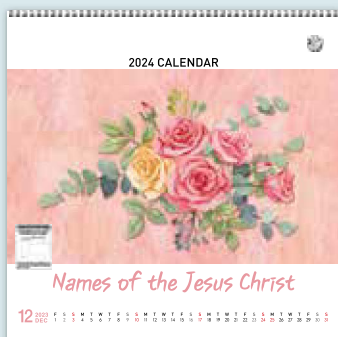 2024 CALENDAR
Names of the Jesus Christ
12 2023 DEC
F S S M T W T F S S M T W T F S S M T W T F S S M T W T F S S
1 2 3 4 5 6 7 8 9 10 11 12 13 14 15 16 17 18 19 20 21 22 23 24 25 26 27 28 29 30 31